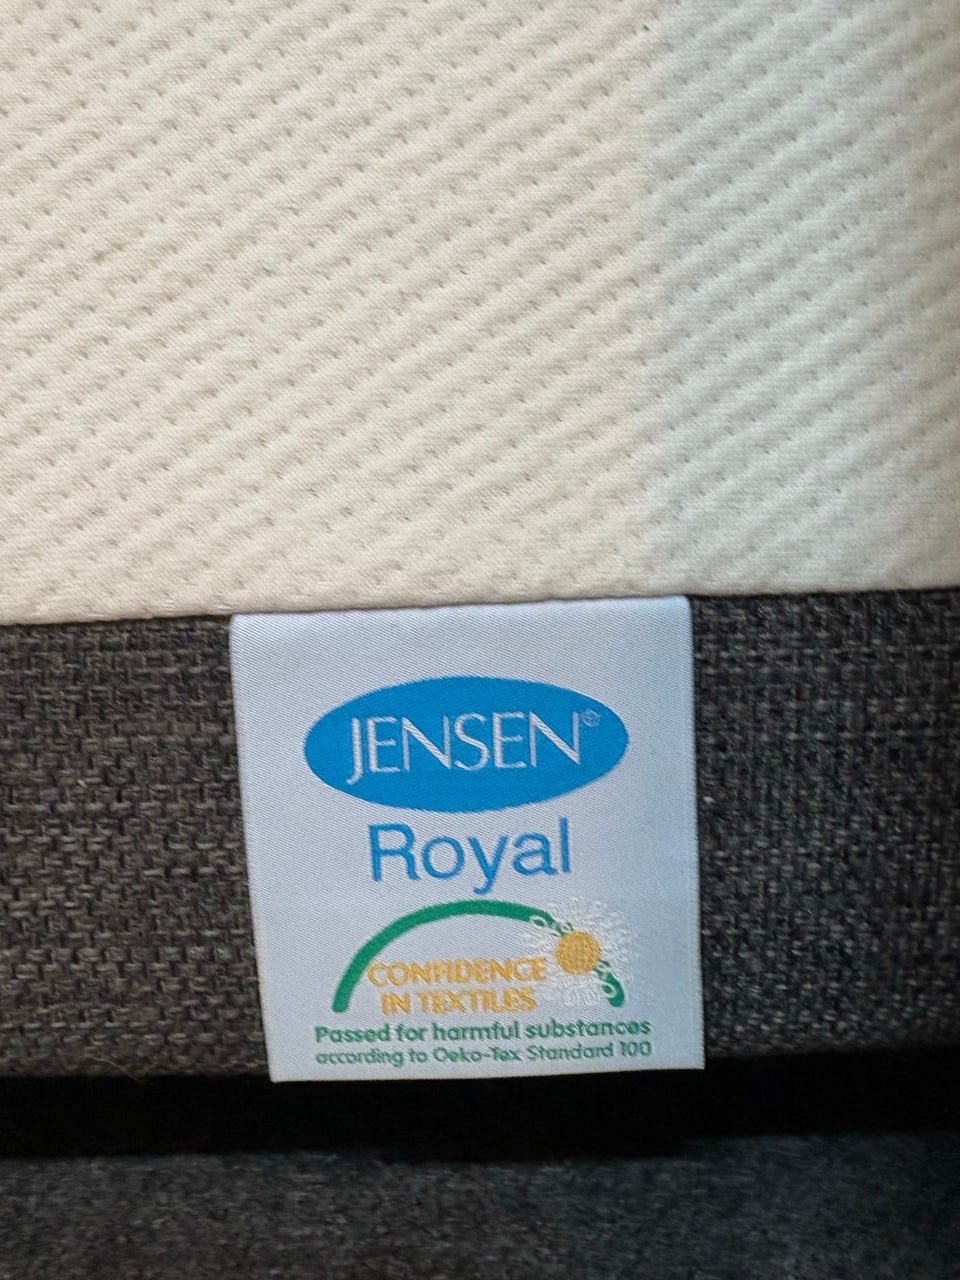 JENSEN®
Royal
CONFIDENCE
IN TEXTILES
Passed for harmful substances
according to Oeko-Tex Standard 100